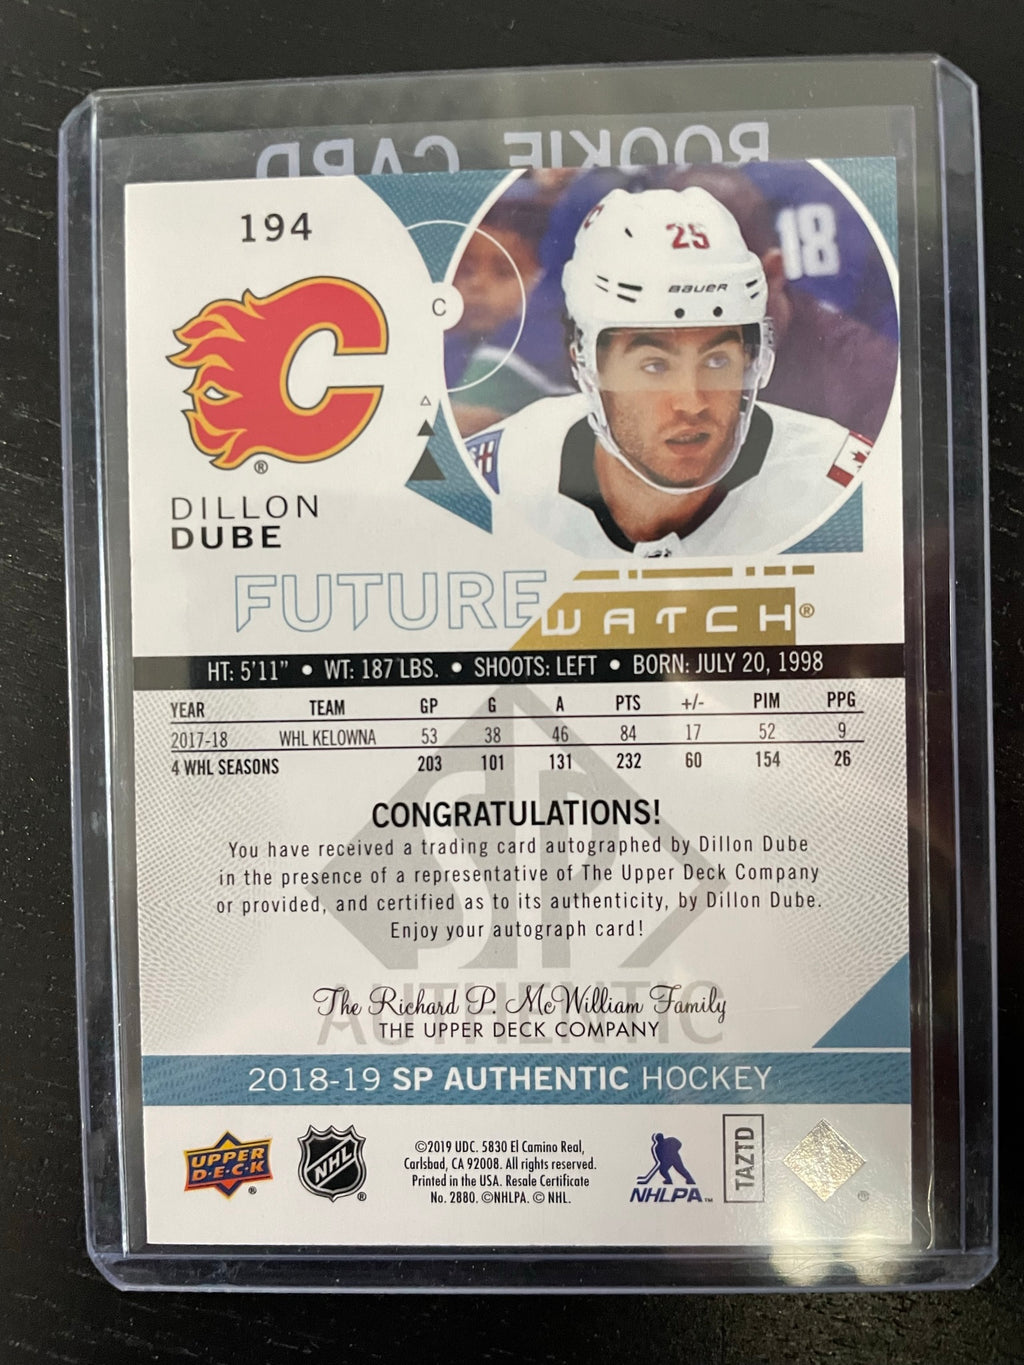 ROOKIE CARD
194
25
18
BAUER
C
C
®
DILLON
DUBE
FUTURE
WATCH®
HT: 5'11" • WT: 187 LBS. • SHOOTS: LEFT • BORN: JULY 20, 1998
YEAR TEAM GP G A PTS +/- PIM PPG
2017-18 WHL KELOWNA 53 38 46 84 17 52 9
4 WHL SEASONS 203 101 131 232 60 154 26
SP
AUTHENTIC
CONGRATULATIONS!
You have received a trading card autographed by Dillon Dube
in the presence of a representative of The Upper Deck Company
or provided, and certified as to its authenticity, by Dillon Dube.
Enjoy your autograph card!
The Richard P. McWilliam Family
THE UPPER DECK COMPANY
2018-19 SP AUTHENTIC HOCKEY
UPPER
D·E·C·K
®
NHL
®
©2019 UDC. 5830 El Camino Real,
Carlsbad, CA 92008. All rights reserved.
Printed in the USA. Resale Certificate
No. 2880. ©NHLPA. © NHL.
NHLPA™
TAZTD
®